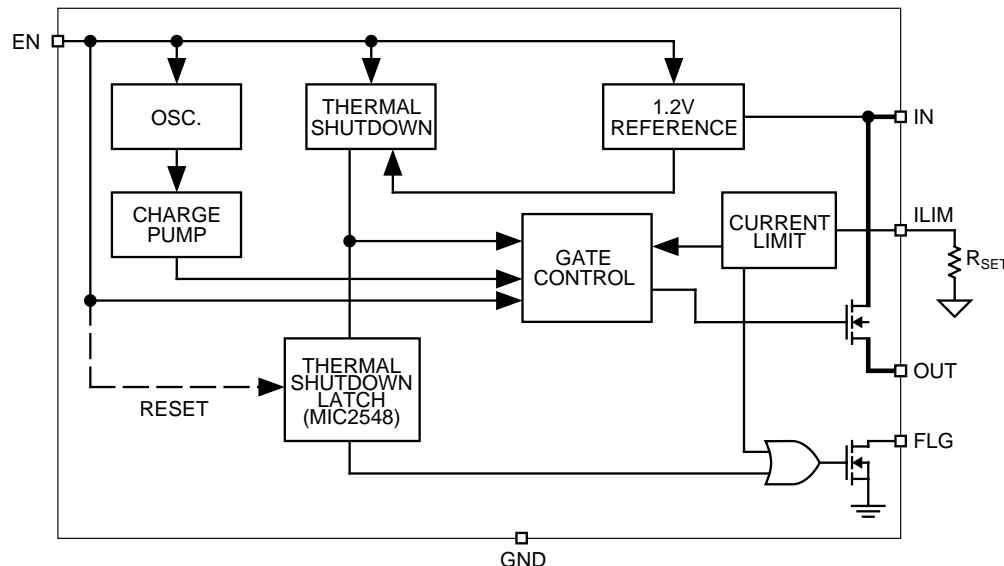 EN
OSC.
THERMAL
SHUTDOWN
1.2V
REFERENCE
IN
CHARGE
PUMP
GATE
CONTROL
CURRENT
LIMIT
ILIM
RSET
THERMAL
SHUTDOWN
LATCH
(MIC2548)
RESET
OUT
FLG
GND